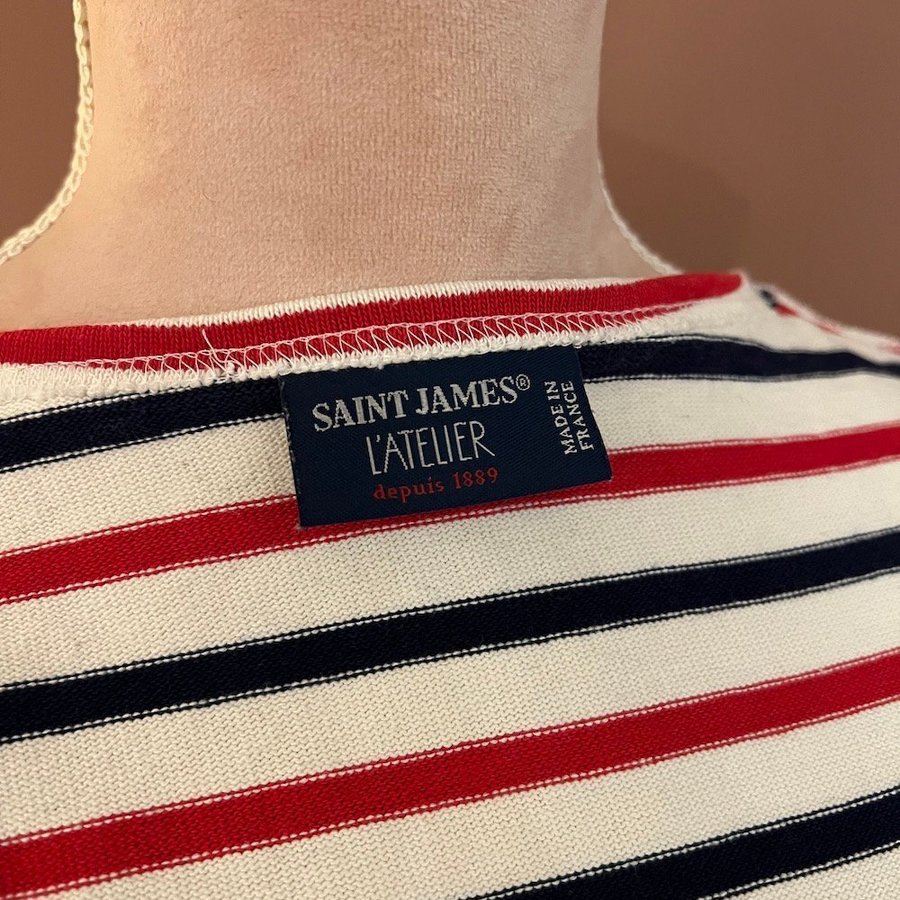 SAINT JAMES®
L'ATELIER
depuis 1889
MADE IN
FRANCE